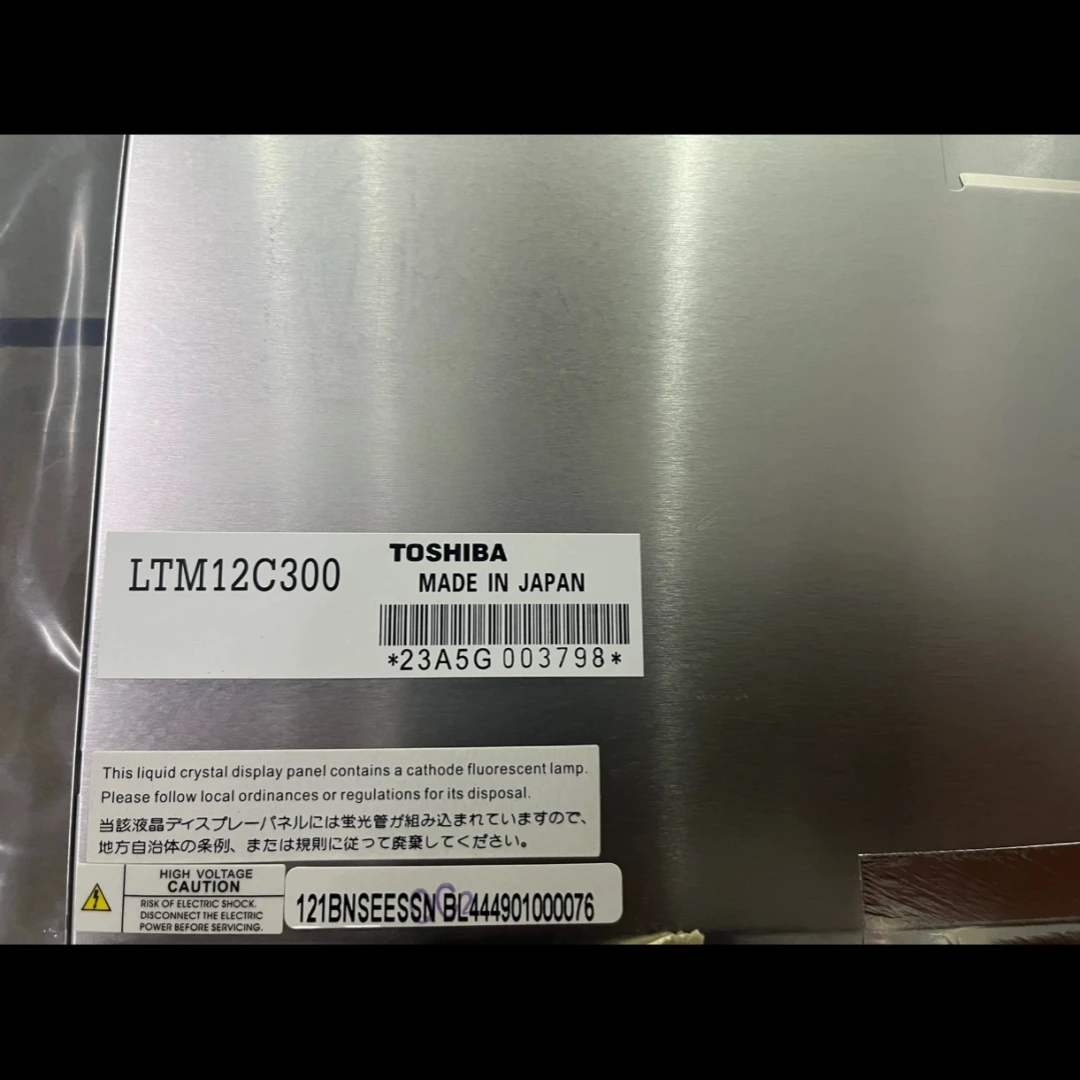 LTM12C300
TOSHIBA
MADE IN JAPAN
*23A5G 003798*
This liquid crystal display panel contains a cathode fluorescent lamp.
Please follow local ordinances or regulations for its disposal.
当該液晶ディスプレーパネルには蛍光管が組み込まれていますので、
地方自治体の条例、または規則に従って廃棄してください。
HIGH VOLTAGE
CAUTION
RISK OF ELECTRIC SHOCK.
DISCONNECT THE ELECTRIC
POWER BEFORE SERVICING.
121BNSEESSN BL444901000076